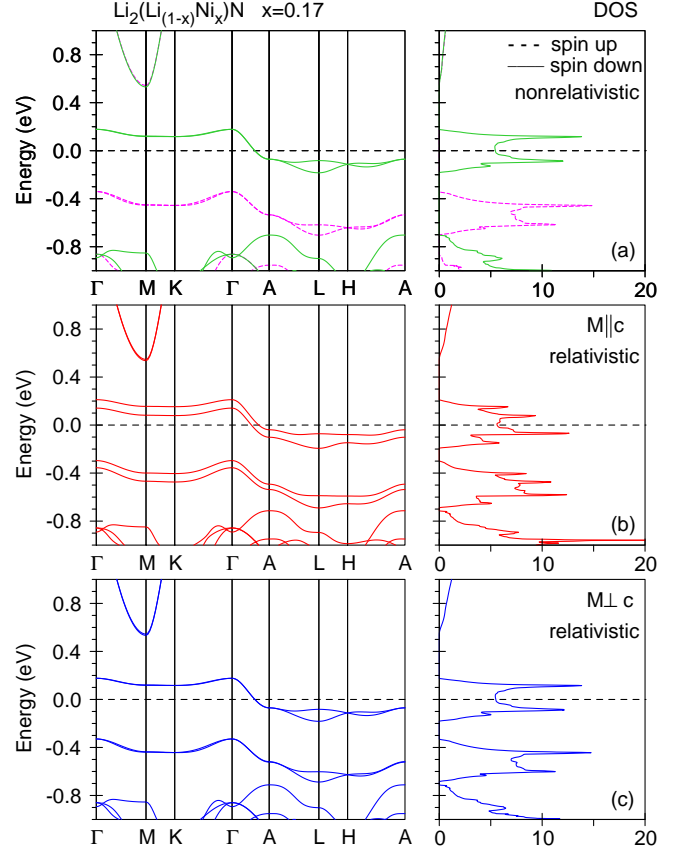 Li₂(Li₍₁₋ₓ₎Niₓ)N x=0.17 DOS
Energy (eV)
0.8
0.4
0.0
-0.4
-0.8
spin up
spin down
nonrelativistic
(a)
Γ M K Γ A L H A
0 10 20
Energy (eV)
0.8
0.4
0.0
-0.4
-0.8
M||c
relativistic
(b)
Γ M K Γ A L H A
0 10 20
Energy (eV)
0.8
0.4
0.0
-0.4
-0.8
M⊥ c
relativistic
(c)
Γ M K Γ A L H A
0 10 20